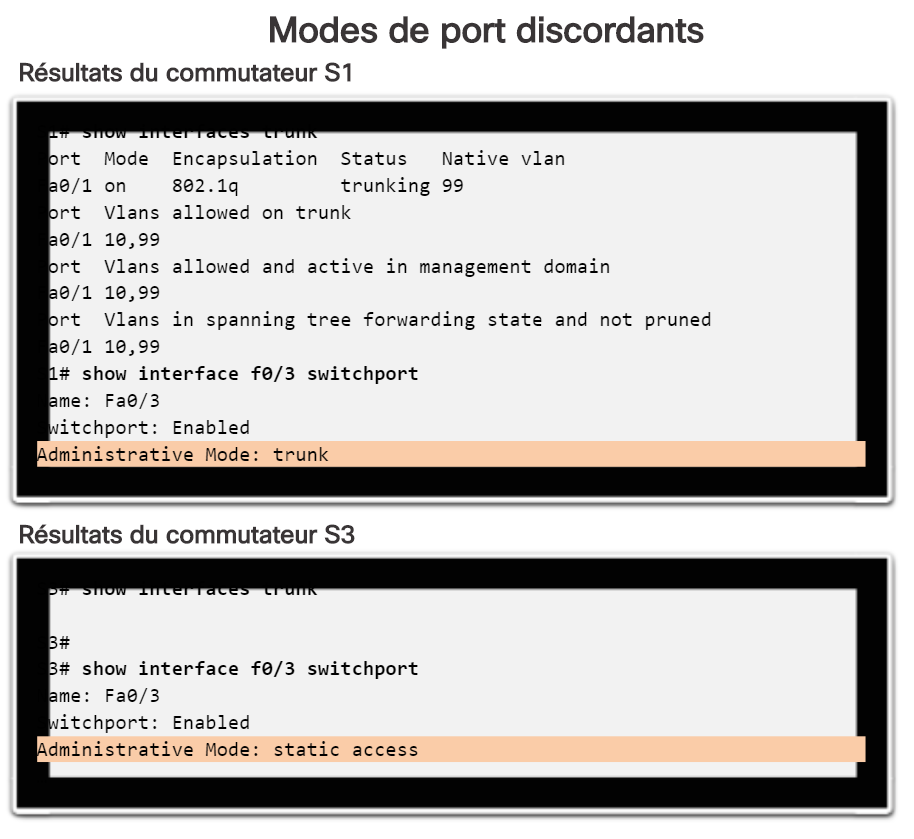 Modes de port discordants
Résultats du commutateur S1
1# show interfaces trunk
ort Mode Encapsulation Status Native vlan
a0/1 on 802.1q trunking 99
ort Vlans allowed on trunk
a0/1 10,99
ort Vlans allowed and active in management domain
a0/1 10,99
ort Vlans in spanning tree forwarding state and not pruned
a0/1 10,99
1# show interface f0/3 switchport
ame: Fa0/3
witchport: Enabled
Administrative Mode: trunk
Résultats du commutateur S3
3# show interfaces trunk
3#
3# show interface f0/3 switchport
ame: Fa0/3
witchport: Enabled
Administrative Mode: static access